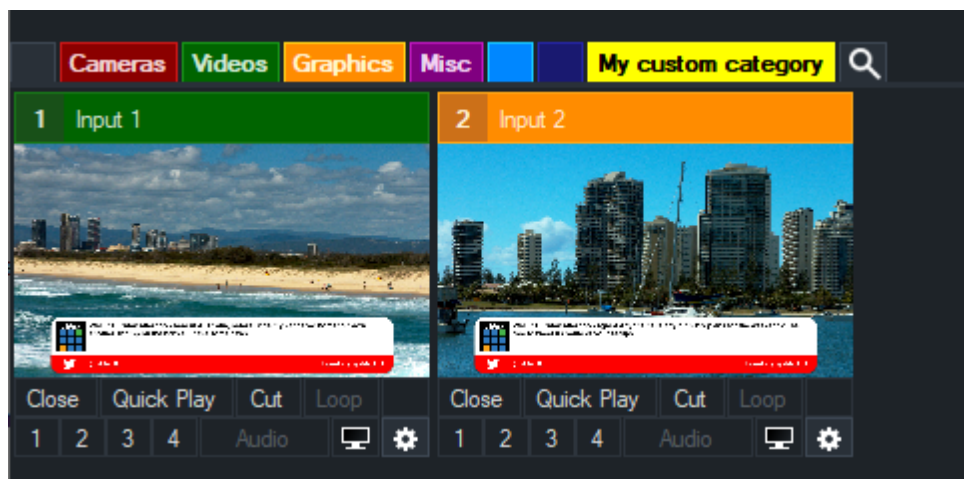 Cameras Videos Graphics Misc My custom category
1 Input 1
2 Input 2
Close Quick Play Cut Loop
1 2 3 4 Audio
Close Quick Play Cut Loop
1 2 3 4 Audio